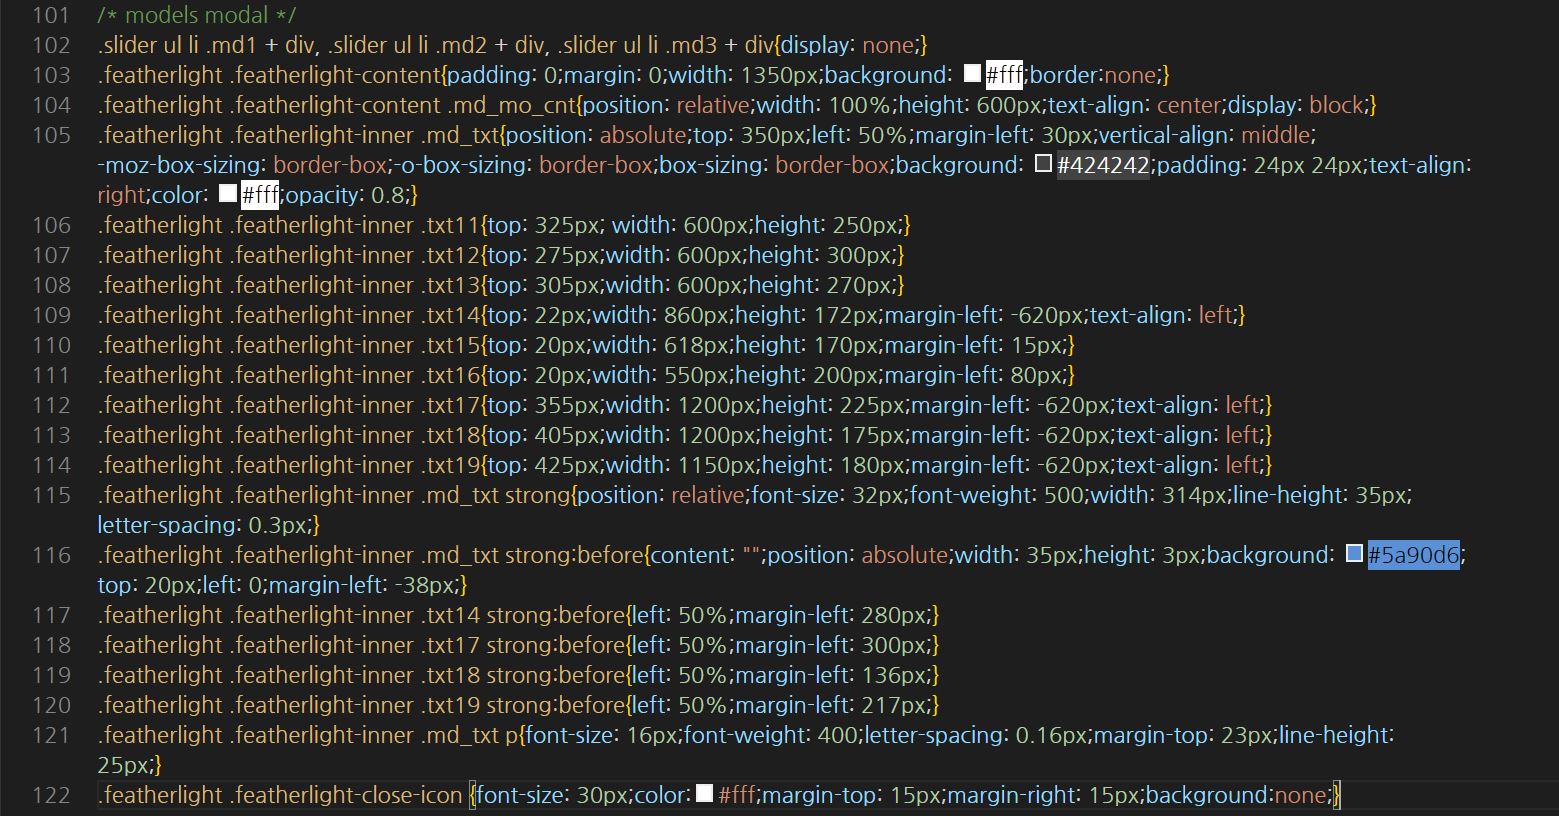 101 /* models modal */
102 .slider ul li .md1 + div, .slider ul li .md2 + div, .slider ul li .md3 + div{display: none;}
103 .featherlight .featherlight-content{padding: 0;margin: 0;width: 1350px;background: #fff;border:none;}
104 .featherlight .featherlight-content .md_mo_cnt{position: relative;width: 100%;height: 600px;text-align: center;display: block;}
105 .featherlight .featherlight-inner .md_txt{position: absolute;top: 350px;left: 50%;margin-left: 30px;vertical-align: middle;
-moz-box-sizing: border-box;-o-box-sizing: border-box;box-sizing: border-box;background: #424242;padding: 24px 24px;text-align:
right;color: #fff;opacity: 0.8;}
106 .featherlight .featherlight-inner .txt11{top: 325px; width: 600px;height: 250px;}
107 .featherlight .featherlight-inner .txt12{top: 275px;width: 600px;height: 300px;}
108 .featherlight .featherlight-inner .txt13{top: 305px;width: 600px;height: 270px;}
109 .featherlight .featherlight-inner .txt14{top: 22px;width: 860px;height: 172px;margin-left: -620px;text-align: left;}
110 .featherlight .featherlight-inner .txt15{top: 20px;width: 618px;height: 170px;margin-left: 15px;}
111 .featherlight .featherlight-inner .txt16{top: 20px;width: 550px;height: 200px;margin-left: 80px;}
112 .featherlight .featherlight-inner .txt17{top: 355px;width: 1200px;height: 225px;margin-left: -620px;text-align: left;}
113 .featherlight .featherlight-inner .txt18{top: 405px;width: 1200px;height: 175px;margin-left: -620px;text-align: left;}
114 .featherlight .featherlight-inner .txt19{top: 425px;width: 1150px;height: 180px;margin-left: -620px;text-align: left;}
115 .featherlight .featherlight-inner .md_txt strong{position: relative;font-size: 32px;font-weight: 500;width: 314px;line-height: 35px;
letter-spacing: 0.3px;}
116 .featherlight .featherlight-inner .md_txt strong:before{content: "";position: absolute;width: 35px;height: 3px;background: #5a90d6;
top: 20px;left: 0;margin-left: -38px;}
117 .featherlight .featherlight-inner .txt14 strong:before{left: 50%;margin-left: 280px;}
118 .featherlight .featherlight-inner .txt17 strong:before{left: 50%;margin-left: 300px;}
119 .featherlight .featherlight-inner .txt18 strong:before{left: 50%;margin-left: 136px;}
120 .featherlight .featherlight-inner .txt19 strong:before{left: 50%;margin-left: 217px;}
121 .featherlight .featherlight-inner .md_txt p{font-size: 16px;font-weight: 400;letter-spacing: 0.16px;margin-top: 23px;line-height:
25px;}
122 .featherlight .featherlight-close-icon {font-size: 30px;color: #fff;margin-top: 15px;margin-right: 15px;background:none;}